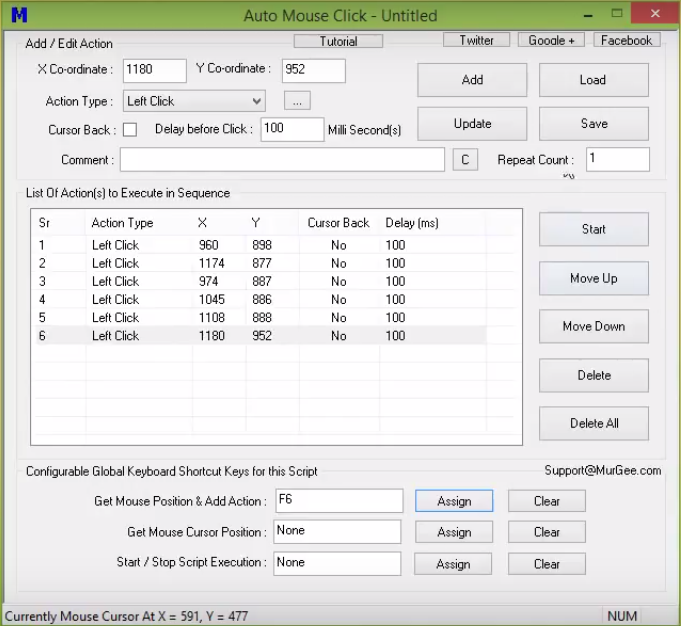 M Auto Mouse Click - Untitled
Add / Edit Action Tutorial Twitter Google + Facebook
X Co-ordinate : 1180 Y Co-ordinate : 952 Add Load
Action Type : Left Click ...
Cursor Back : Delay before Click : 100 Milli Second(s) Update Save
Comment : C Repeat Count : 1
List Of Action(s) to Execute in Sequence
Sr Action Type X Y Cursor Back Delay (ms)
1 Left Click 960 898 No 100
2 Left Click 1174 877 No 100
3 Left Click 974 887 No 100
4 Left Click 1045 886 No 100
5 Left Click 1108 888 No 100
6 Left Click 1180 952 No 100
Start
Move Up
Move Down
Delete
Delete All
Configurable Global Keyboard Shortcut Keys for this Script Support@MurGee.com
Get Mouse Position & Add Action : F6 Assign Clear
Get Mouse Cursor Position : None Assign Clear
Start / Stop Script Execution : None Assign Clear
Currently Mouse Cursor At X = 591, Y = 477 NUM